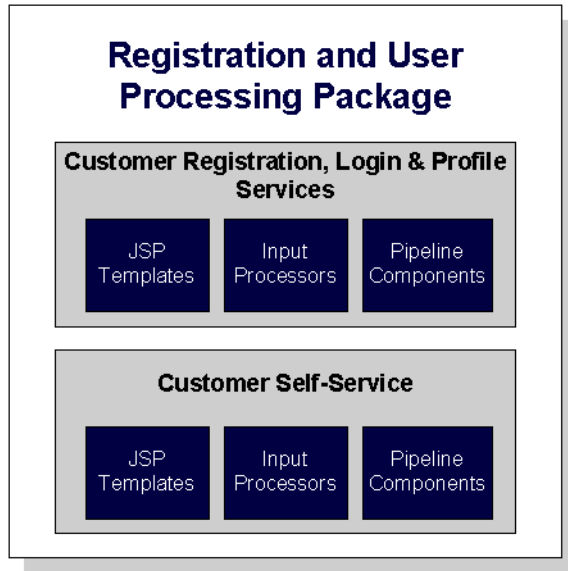 Registration and User
Processing Package
Customer Registration, Login & Profile
Services
JSP
Templates
Input
Processors
Pipeline
Components
Customer Self-Service
JSP
Templates
Input
Processors
Pipeline
Components